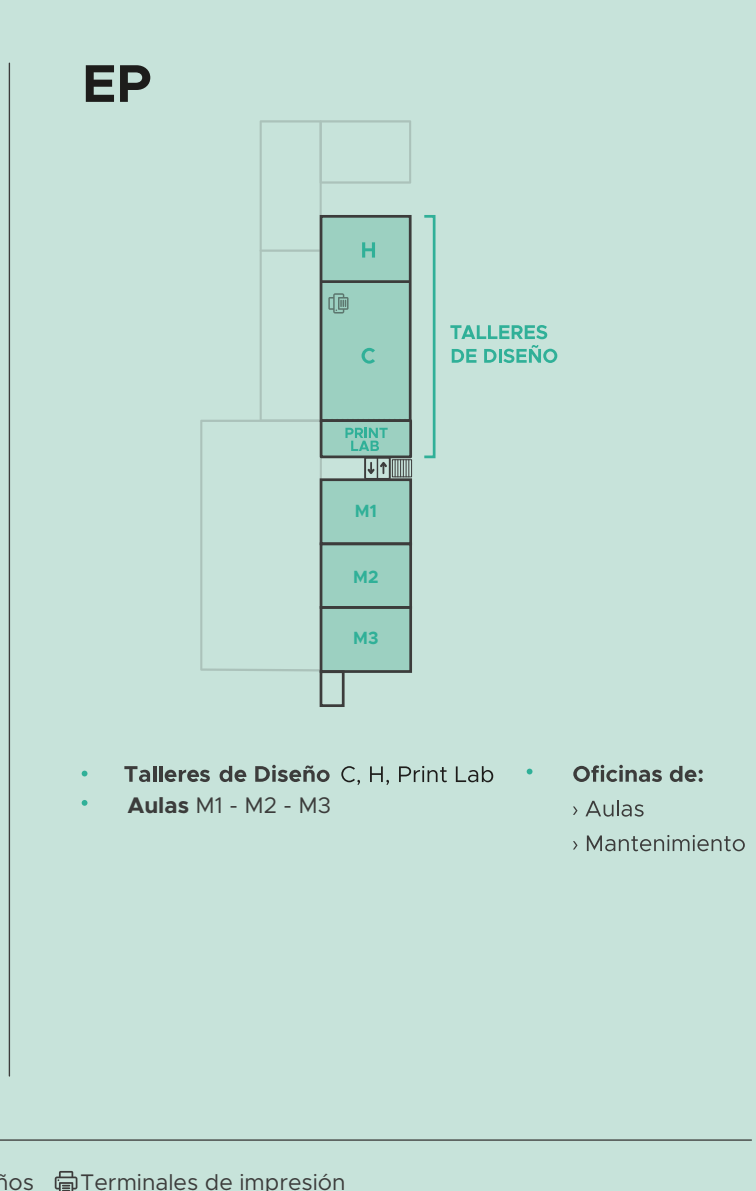 EP
H
C
TALLERES
DE DISEÑO
PRINT
LAB
M1
M2
M3
• Talleres de Diseño C, H, Print Lab
• Aulas M1 - M2 - M3
• Oficinas de:
› Aulas
› Mantenimiento
Terminales de impresión